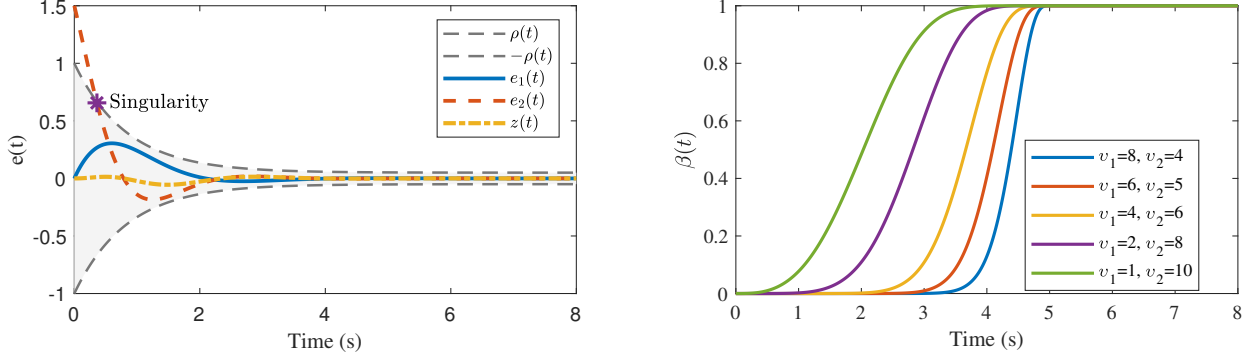 1.5
1
0.5
0
-0.5
-1
e(t)
0
2
4
6
8
Time (s)
Singularity
ρ(t)
−ρ(t)
e₁(t)
e₂(t)
z(t)
1
0.8
0.6
0.4
0.2
0
β(t)
0
1
2
3
4
5
6
7
8
Time (s)
υ₁=8, υ₂=4
υ₁=6, υ₂=5
υ₁=4, υ₂=6
υ₁=2, υ₂=8
υ₁=1, υ₂=10